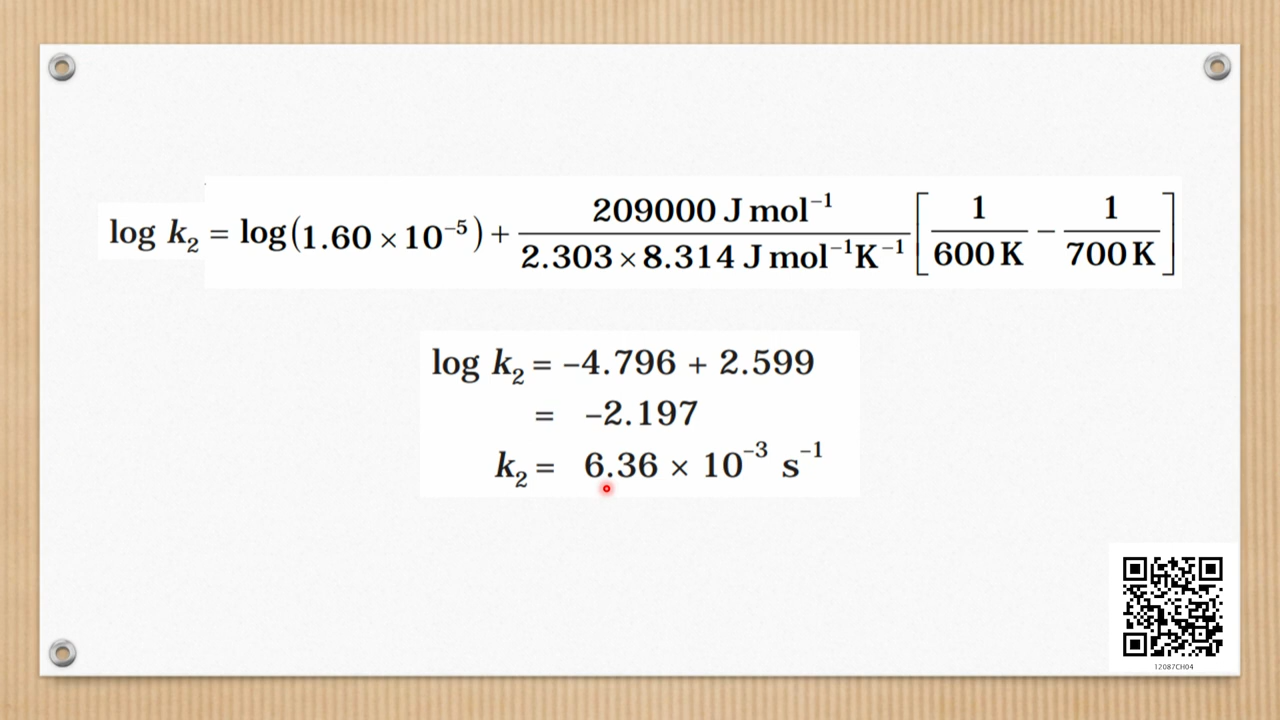 log k₂ = log(1.60 × 10⁻⁵) + 209000 J mol⁻¹ / 2.303 × 8.314 J mol⁻¹K⁻¹ [1 / 600 K − 1 / 700 K]
log k₂ = –4.796 + 2.599
= –2.197
k₂ = 6.36 × 10⁻³ s⁻¹
12087CH04